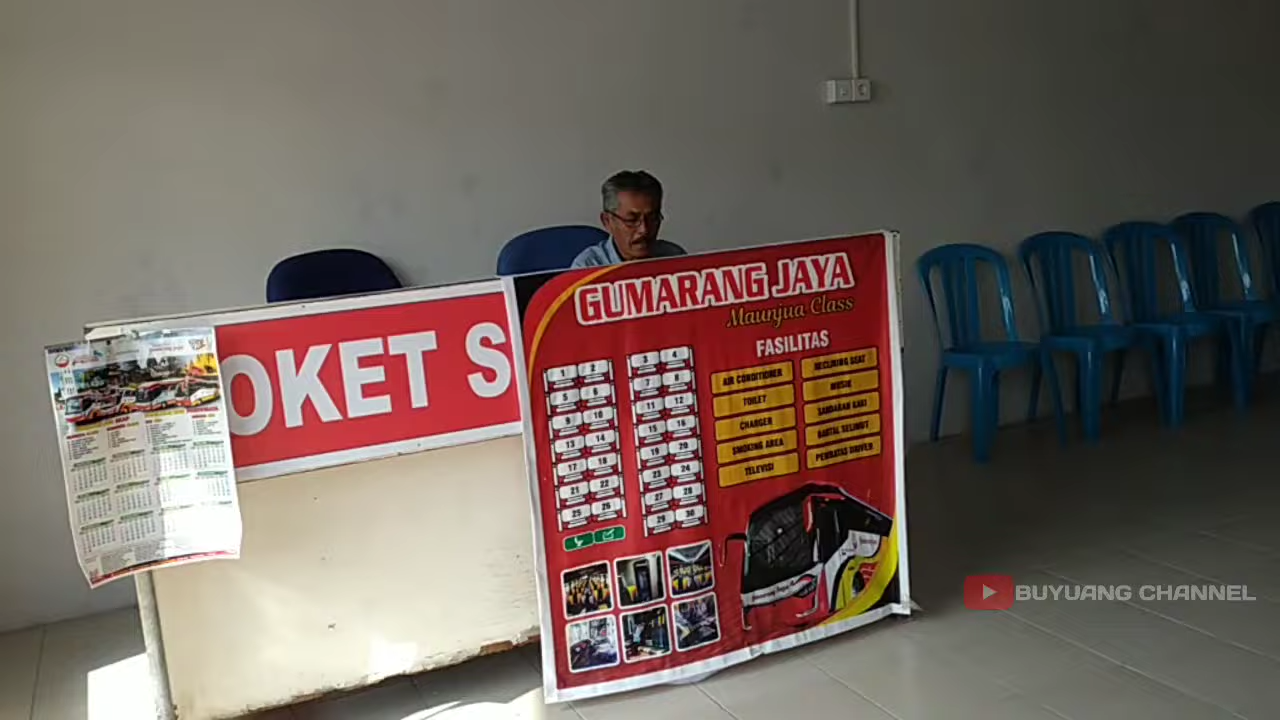 OKET S
GUMARANG JAYA
Maunjua Class
FASILITAS
AIR CONDITIONER
TOILET
CHARGER
SMOKING AREA
TELEVISI
RECLINING SEAT
MUSIK
SANDARAN KAKI
BANTAL SELIMUT
PEMBATAS DRIVER
1 2 3 4
5 6 7 8
9 10 11 12
13 14 15 16
17 18 19 20
21 22 23 24
25 26 27 28
29 30
BUYUANG CHANNEL